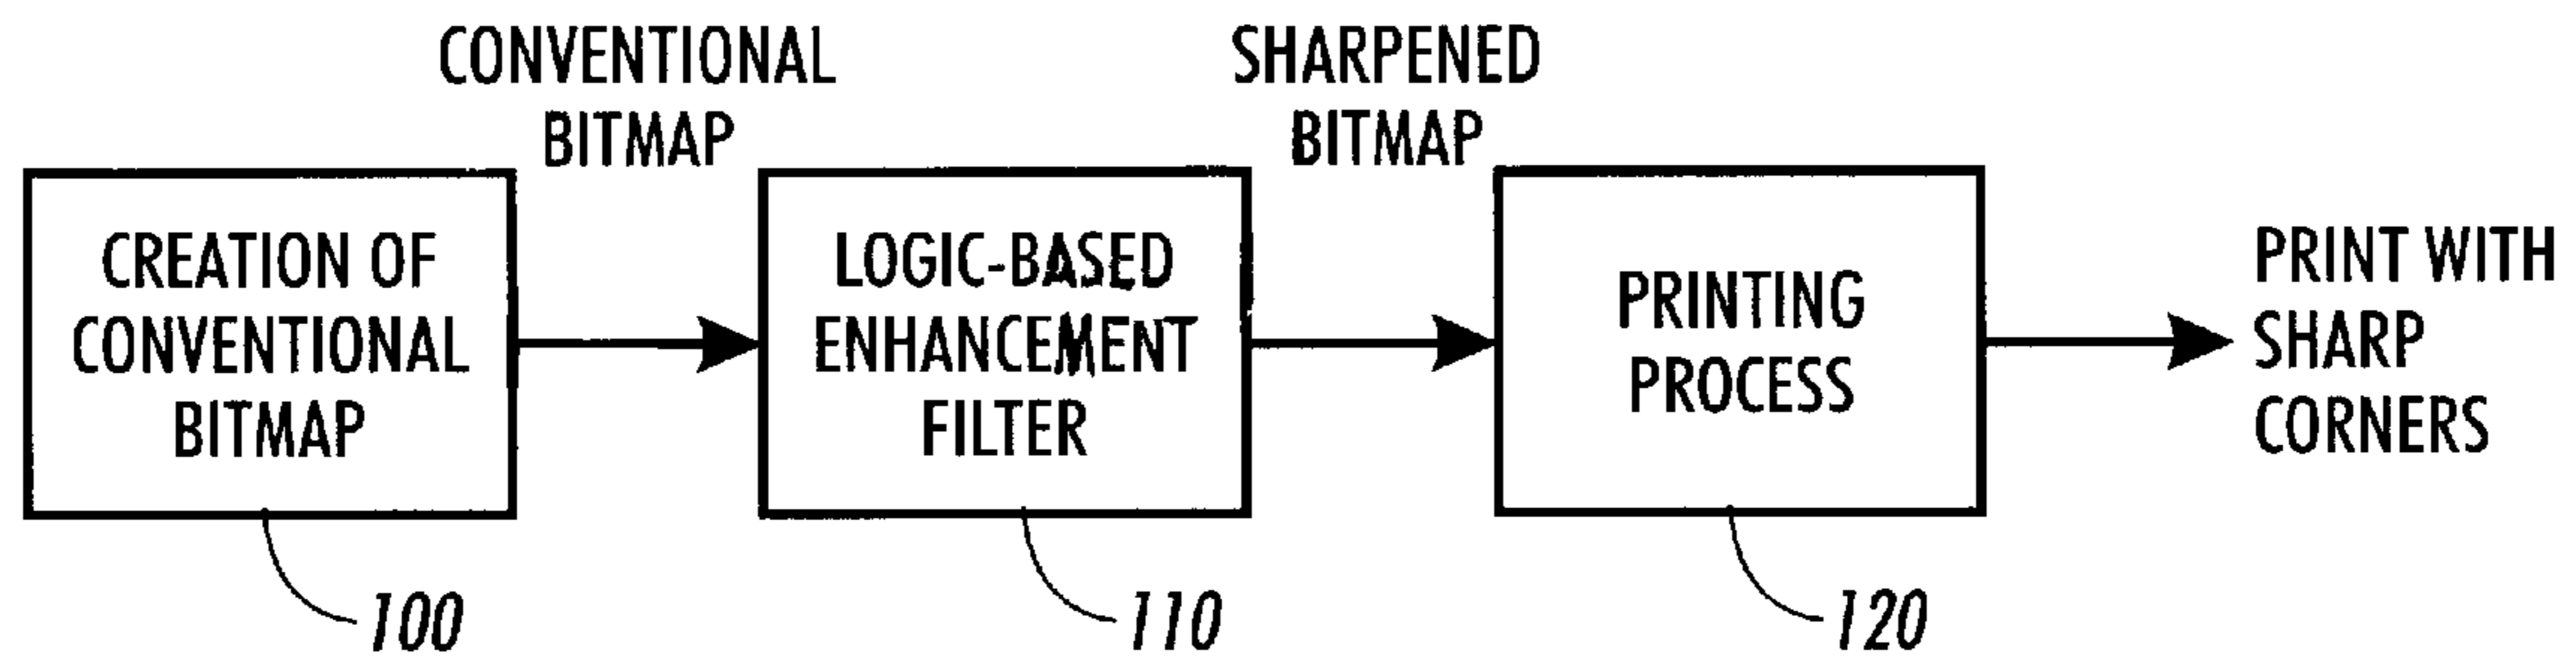 CONVENTIONAL
BITMAP
SHARPENED
BITMAP
CREATION OF
CONVENTIONAL
BITMAP
LOGIC-BASED
ENHANCEMENT
FILTER
PRINTING
PROCESS
PRINT WITH
SHARP
CORNERS
100
110
120